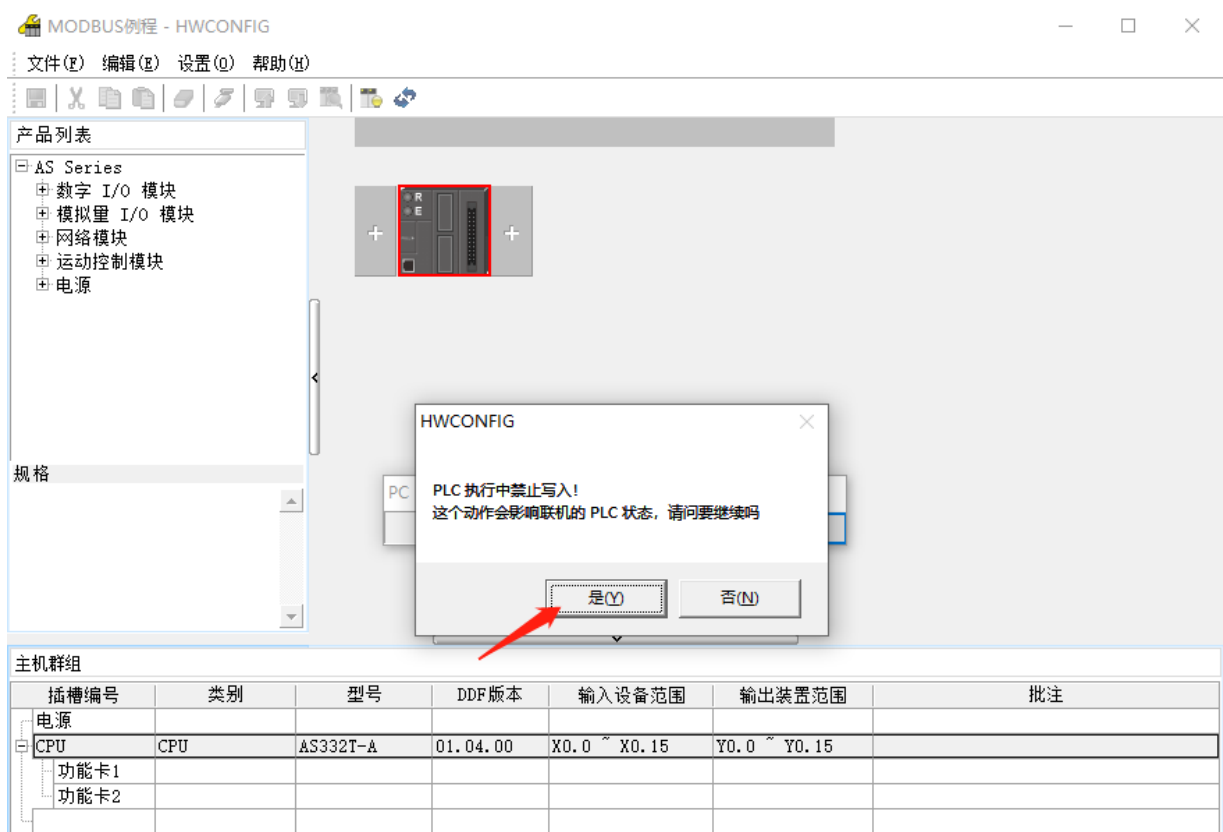 MODBUS例程 - HWCONFIG
文件(F) 编辑(E) 设置(O) 帮助(H)
产品列表
AS Series
数字 I/O 模块
模拟量 I/O 模块
网络模块
运动控制模块
电源
R
E
规格
PC
HWCONFIG
PLC 执行中禁止写入!
这个动作会影响联机的 PLC 状态，请问要继续吗
是(Y) 否(N)
主机群组
插槽编号 类别 型号 DDF版本 输入设备范围 输出装置范围 批注
电源
CPU CPU AS332T-A 01.04.00 X0.0 ~ X0.15 Y0.0 ~ Y0.15
功能卡1
功能卡2